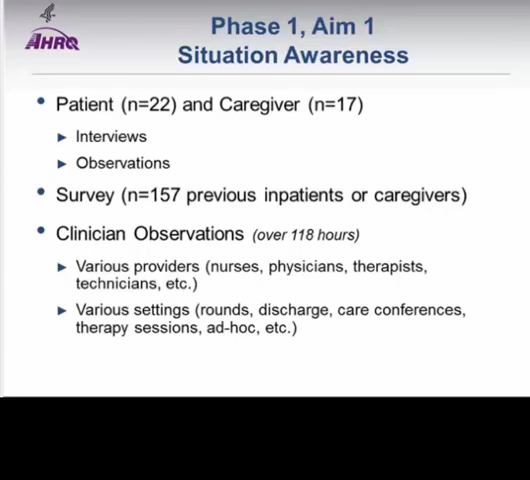 AHRQ
Phase 1, Aim 1
Situation Awareness
• Patient (n=22) and Caregiver (n=17)
► Interviews
► Observations
• Survey (n=157 previous inpatients or caregivers)
• Clinician Observations (over 118 hours)
► Various providers (nurses, physicians, therapists,
technicians, etc.)
► Various settings (rounds, discharge, care conferences,
therapy sessions, ad-hoc, etc.)